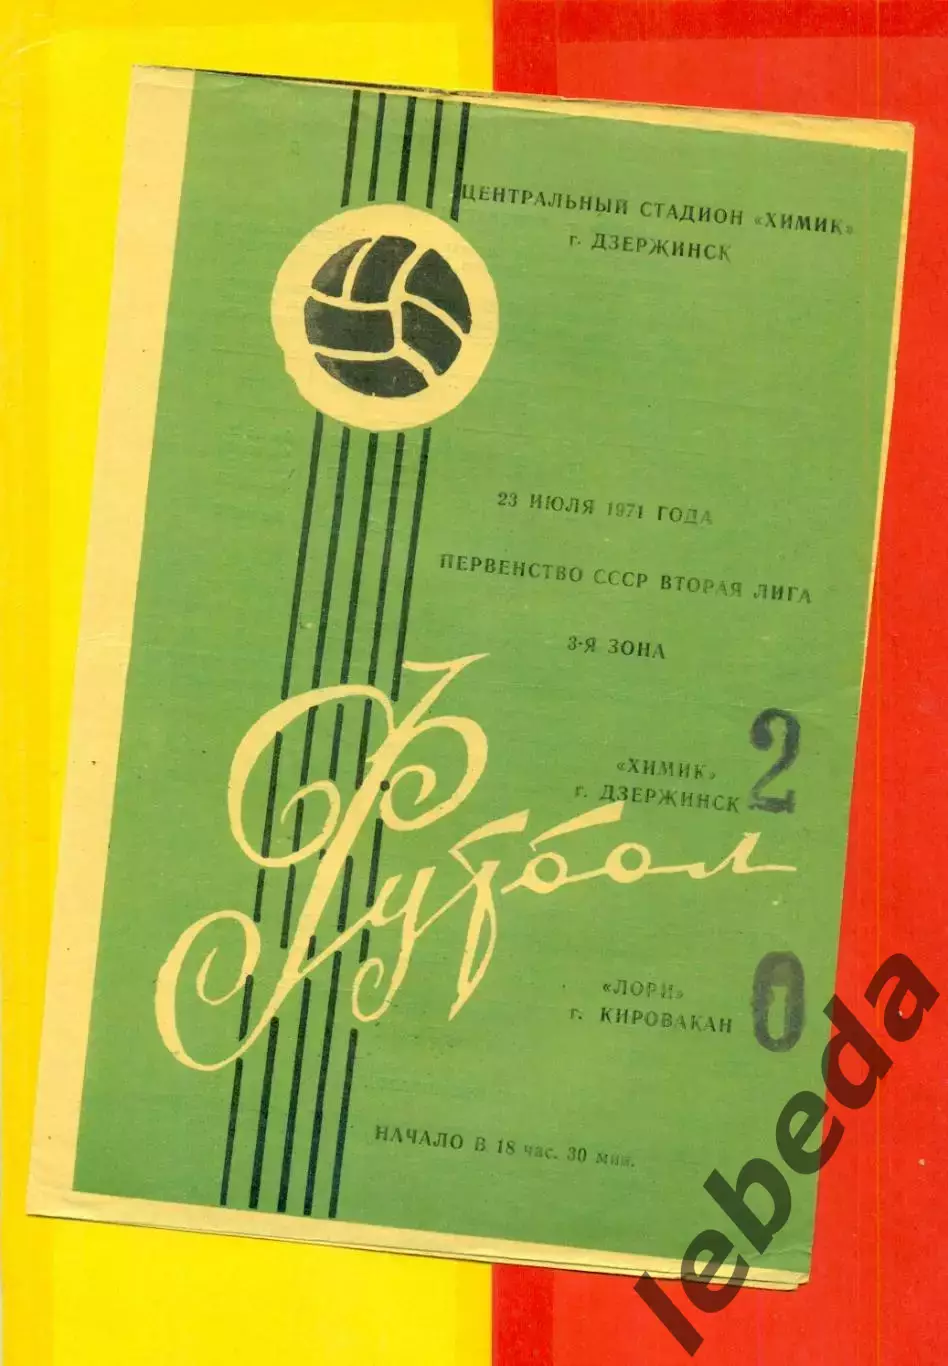 ЦЕНТРАЛЬНЫЙ СТАДИОН «ХИМИК»
г. ДЗЕРЖИНСК
23 ИЮЛЯ 1971 ГОДА
ПЕРВЕНСТВО СССР ВТОРАЯ ЛИГА
3-Я ЗОНА
«ХИМИК»
г. ДЗЕРЖИНСК
2
Футбол
«ЛОРИ»
г. КИРОВАКАН
0
НАЧАЛО В 18 час. 30 мин.
lebeda